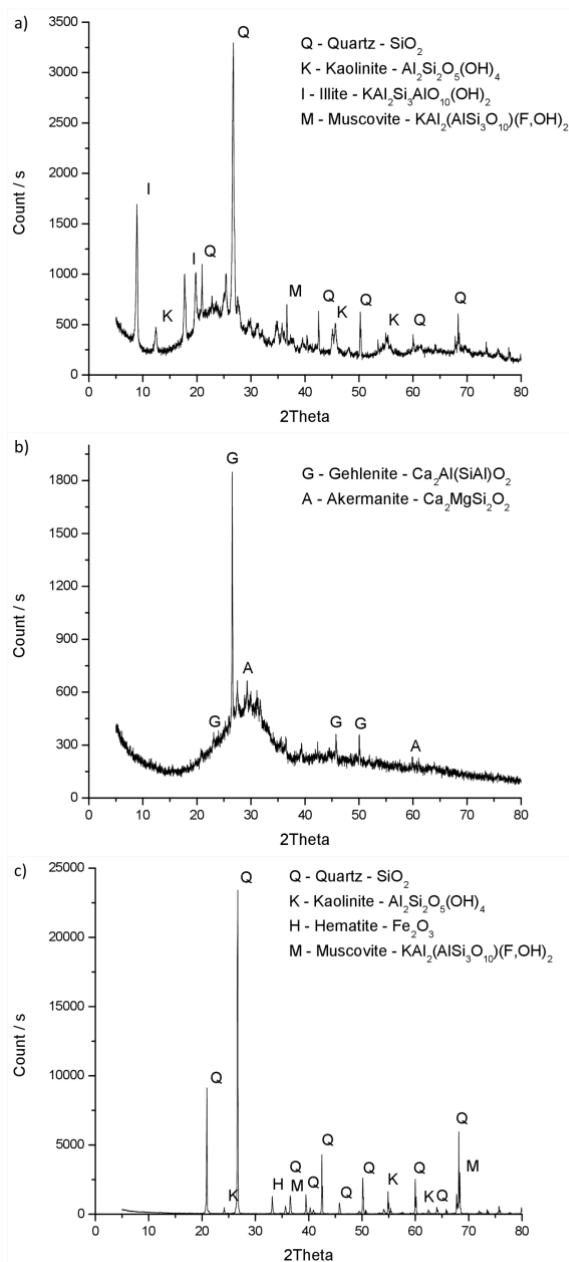 a)
Q - Quartz - SiO₂
K - Kaolinite - Al₂Si₂O₅(OH)₄
I - Illite - KAl₂Si₃AlO₁₀(OH)₂
M - Muscovite - KAl₂(AlSi₃O₁₀)(F,OH)₂
Count / s
3500
3000
2500
2000
1500
1000
500
0
I K I Q Q M Q K Q K Q Q
0 10 20 30 40 50 60 70 80
2Theta
b)
G - Gehlenite - Ca₂Al(SiAl)O₂
A - Akermanite - Ca₂MgSi₂O₂
Count / s
1800
1500
1200
900
600
300
0
G G A G G A
0 10 20 30 40 50 60 70 80
2Theta
c)
Q - Quartz - SiO₂
K - Kaolinite - Al₂Si₂O₅(OH)₄
H - Hematite - Fe₂O₃
M - Muscovite - KAl₂(AlSi₃O₁₀)(F,OH)₂
Count / s
25000
20000
15000
10000
5000
0
Q K Q H Q M Q Q Q Q K Q K Q Q M
0 10 20 30 40 50 60 70 80
2Theta